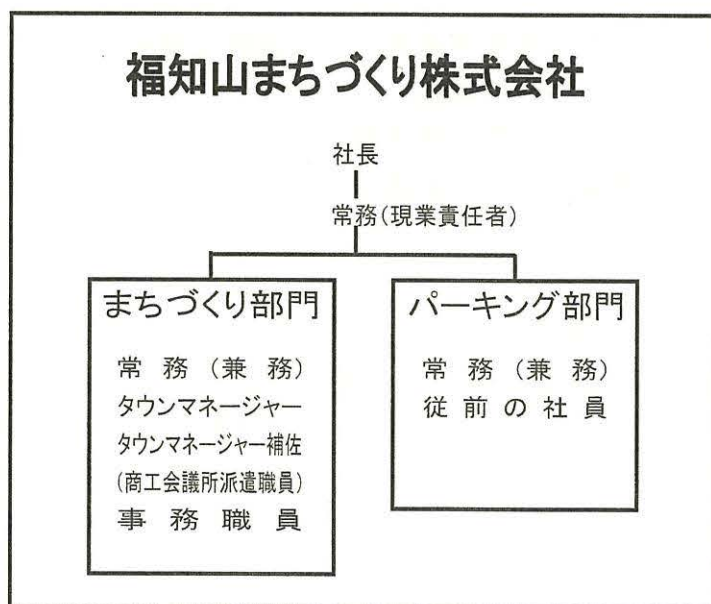 福知山まちづくり株式会社
社長
常務(現業責任者)
まちづくり部門
常務(兼務)
タウンマネージャー
タウンマネージャー補佐
(商工会議所派遣職員)
事務職員
パーキング部門
常務(兼務)
従前の社員